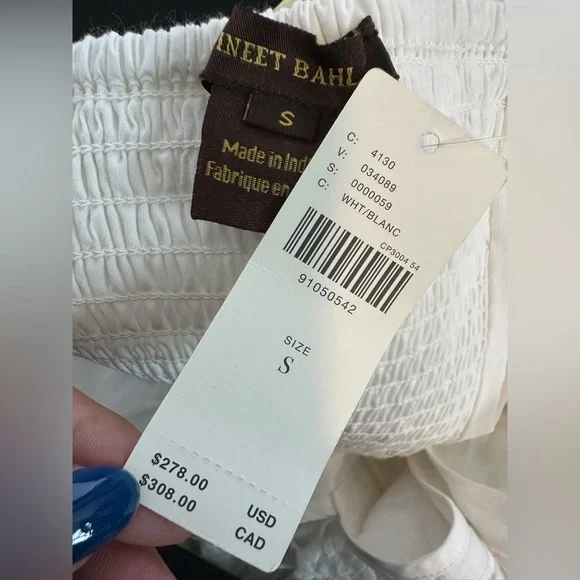 INEET BAHL
S
Made in Ind
Fabrique en
C: 4130
V: 034089
S: 0000059
C: WHT/BLANC
CP3004 54
91050542
SIZE
S
$278.00 USD
$308.00 CAD